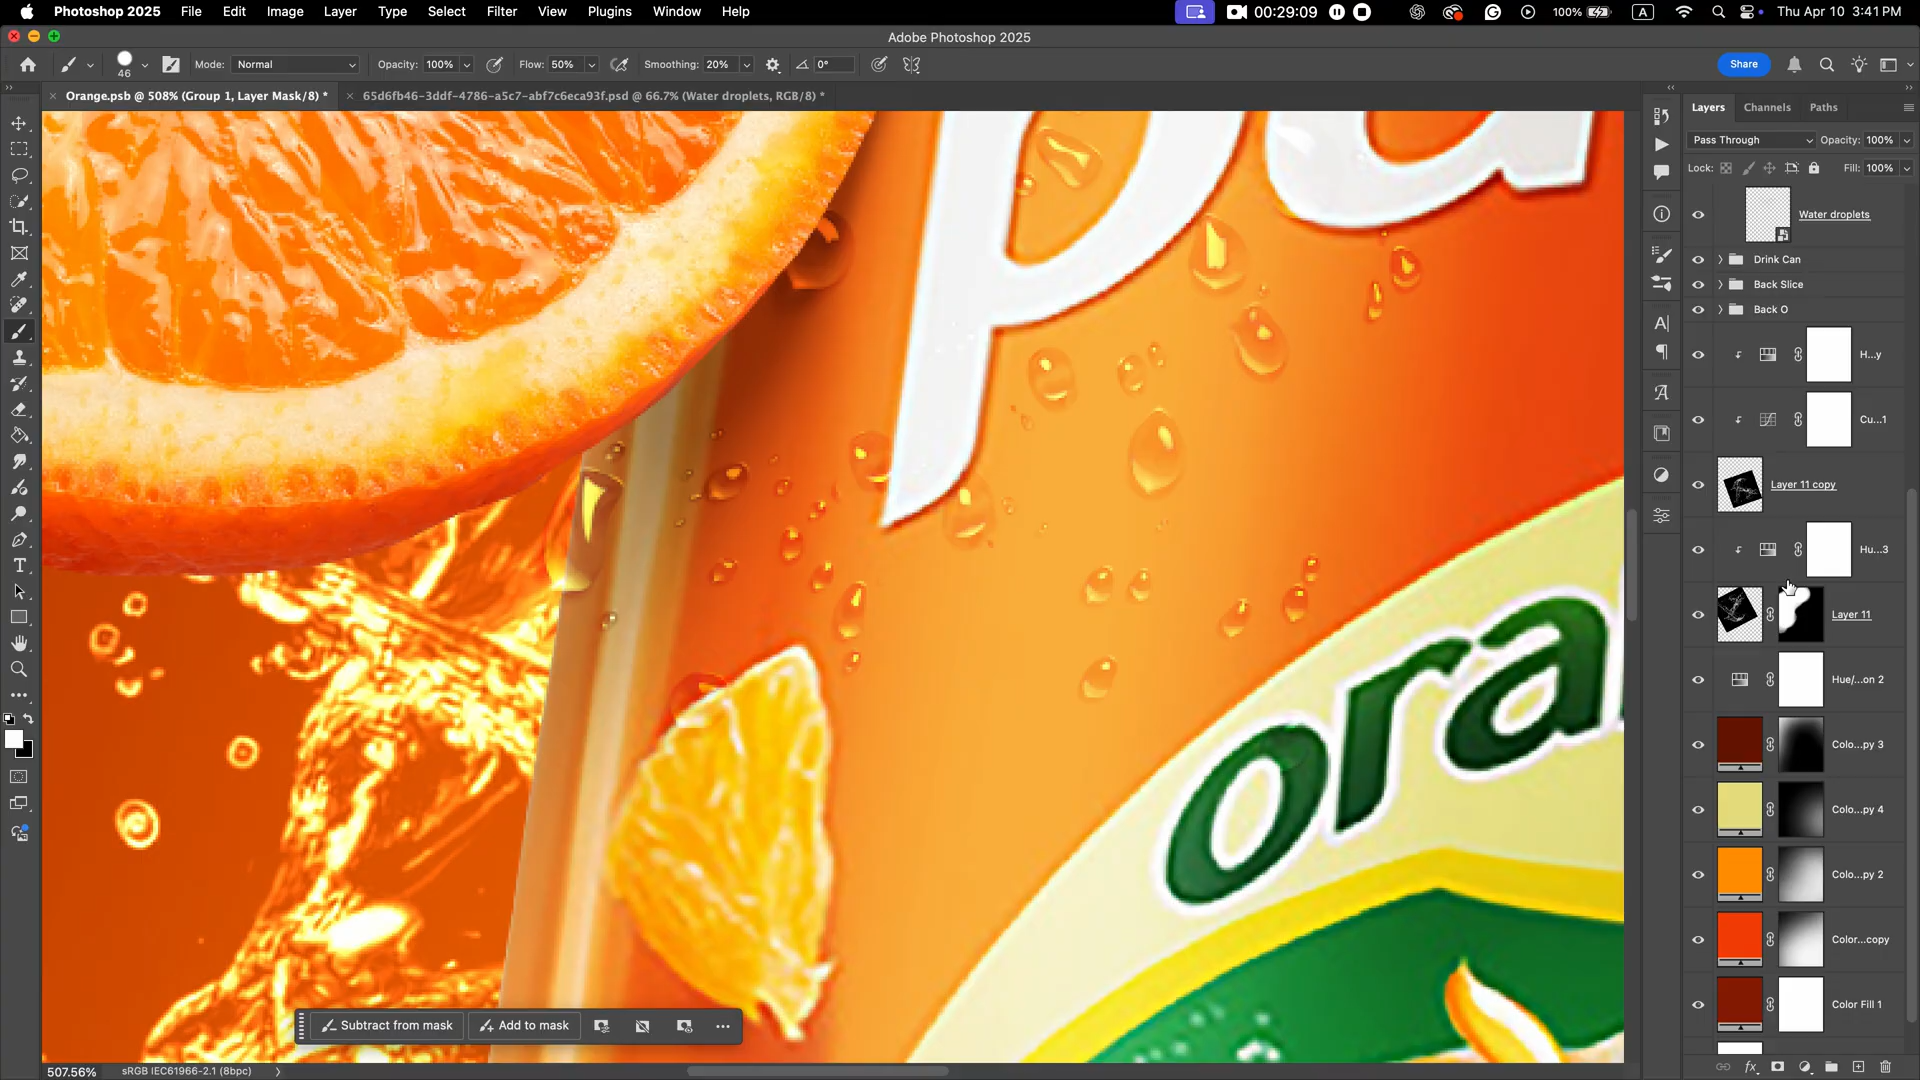 Photoshop 2025 File Edit Image Layer Type Select Filter View Plugins Window Help 00:29:09 100% A Thu Apr 10 3:41 PM
Adobe Photoshop 2025
46 Mode: Normal Opacity: 100% Flow: 50% Smoothing: 20% 0° Share
Orange.psb @ 508% (Group 1, Layer Mask/8) * 65d6fb46-3ddf-4786-a5c7-abf7c6eca93f.psd @ 66.7% (Water droplets, RGB/8) *
Layers Channels Paths
Pass Through Opacity: 100%
Lock: Fill: 100%
Water droplets
Drink Can
Back Slice
Back O
H...y
Cu...1
Layer 11 copy
Hu...3
Layer 11
Hue/...on 2
Colo...py 3
Colo...py 4
Colo...py 2
Color...copy
Color Fill 1
pu
ora
Subtract from mask Add to mask
507.56% sRGB IEC61966-2.1 (8bpc)